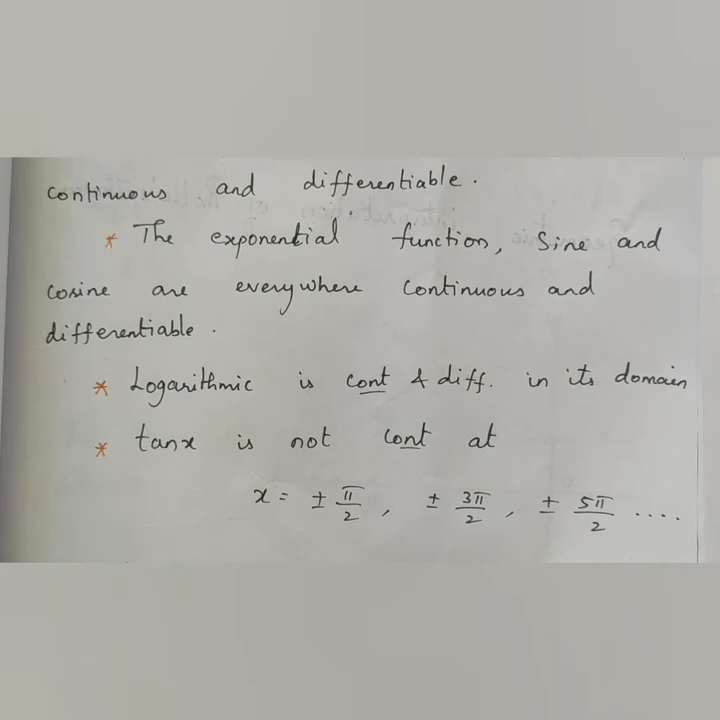 continuous and differentiable.
* The exponential function, Sine and
cosine are everywhere continuous and
differentiable.
* Logarithmic is cont & diff. in its domain
* tanx is not cont at
x = ± π/2, ± 3π/2, ± 5π/2 ....